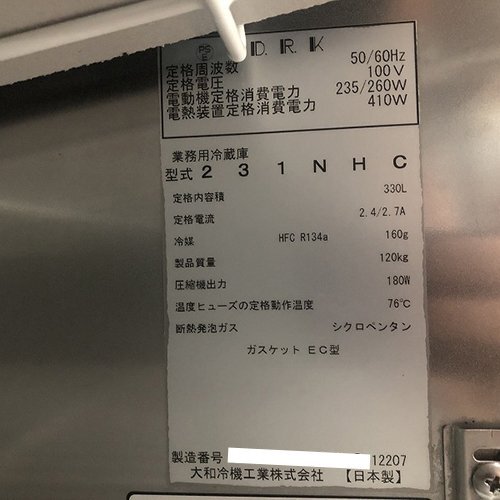 PS E D.R.K
定格周波数 50/60Hz
定格電圧 100V
電動機定格消費電力 235/260W
電熱装置定格消費電力 410W
業務用冷蔵庫
型式 231NHC
定格内容積 330L
定格電流 2.4/2.7A
冷媒 HFC R134a 160g
製品質量 120kg
圧縮機出力 180W
温度ヒューズの定格動作温度 76℃
断熱発泡ガス シクロペンタン
ガスケット EC型
製造番号 12207
大和冷機工業株式会社 【日本製】